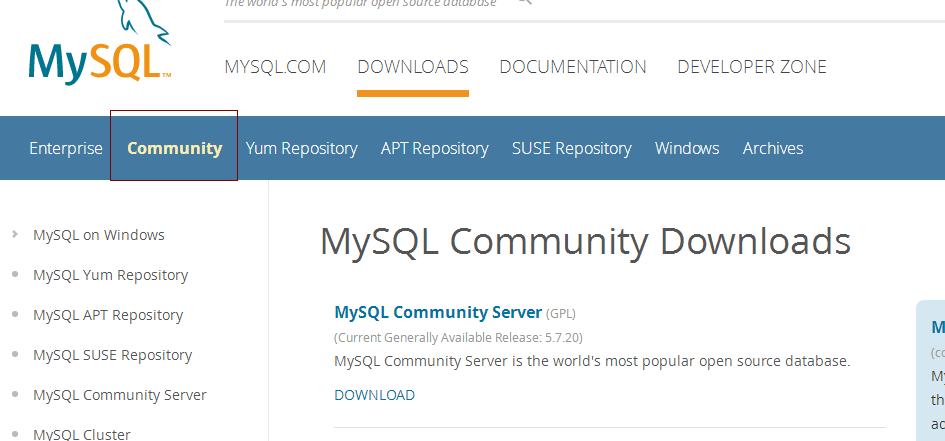 The world's most popular open source database
MySQL™
MYSQL.COM DOWNLOADS DOCUMENTATION DEVELOPER ZONE
Enterprise Community Yum Repository APT Repository SUSE Repository Windows Archives
MySQL on Windows
MySQL Yum Repository
MySQL APT Repository
MySQL SUSE Repository
MySQL Community Server
MySQL Cluster
MySQL Community Downloads
MySQL Community Server (GPL)
(Current Generally Available Release: 5.7.20)
MySQL Community Server is the world's most popular open source database.
DOWNLOAD
M
(co
My
th
ad